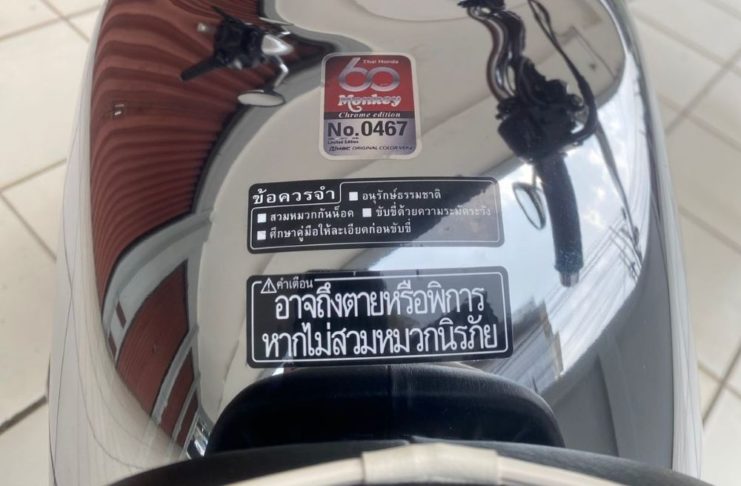 Thai Honda
60
Monkey
Chrome edition
No.0467
Limited Edition
ORIGINAL COLOR
ข้อควรจำ ■ อนุรักษ์ธรรมชาติ
■ สวมหมวกกันน็อค ■ ขับขี่ด้วยความระมัดระวัง
■ ศึกษาคู่มือให้ละเอียดก่อนขับขี่
⚠คำเตือน
อาจถึงตายหรือพิการ
หากไม่สวมหมวกนิรภัย